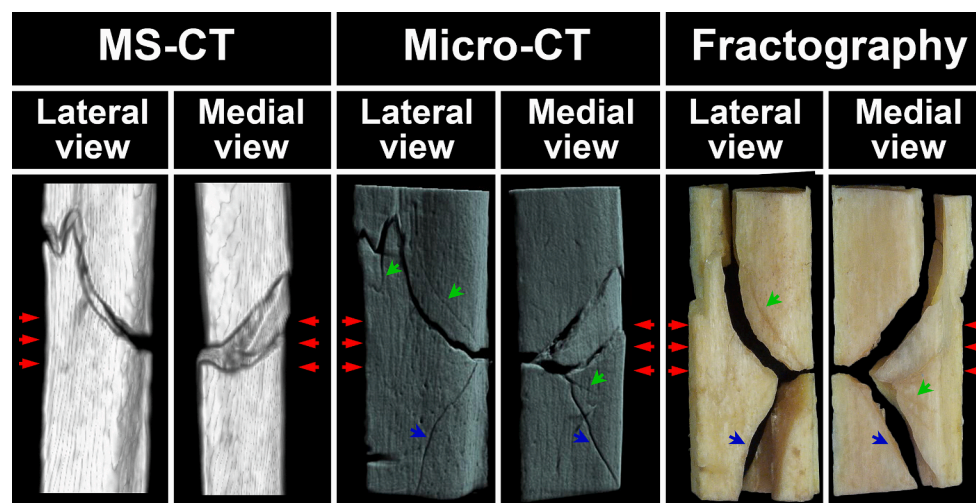 MS-CT
Micro-CT
Fractography
Lateral
view
Medial
view
Lateral
view
Medial
view
Lateral
view
Medial
view